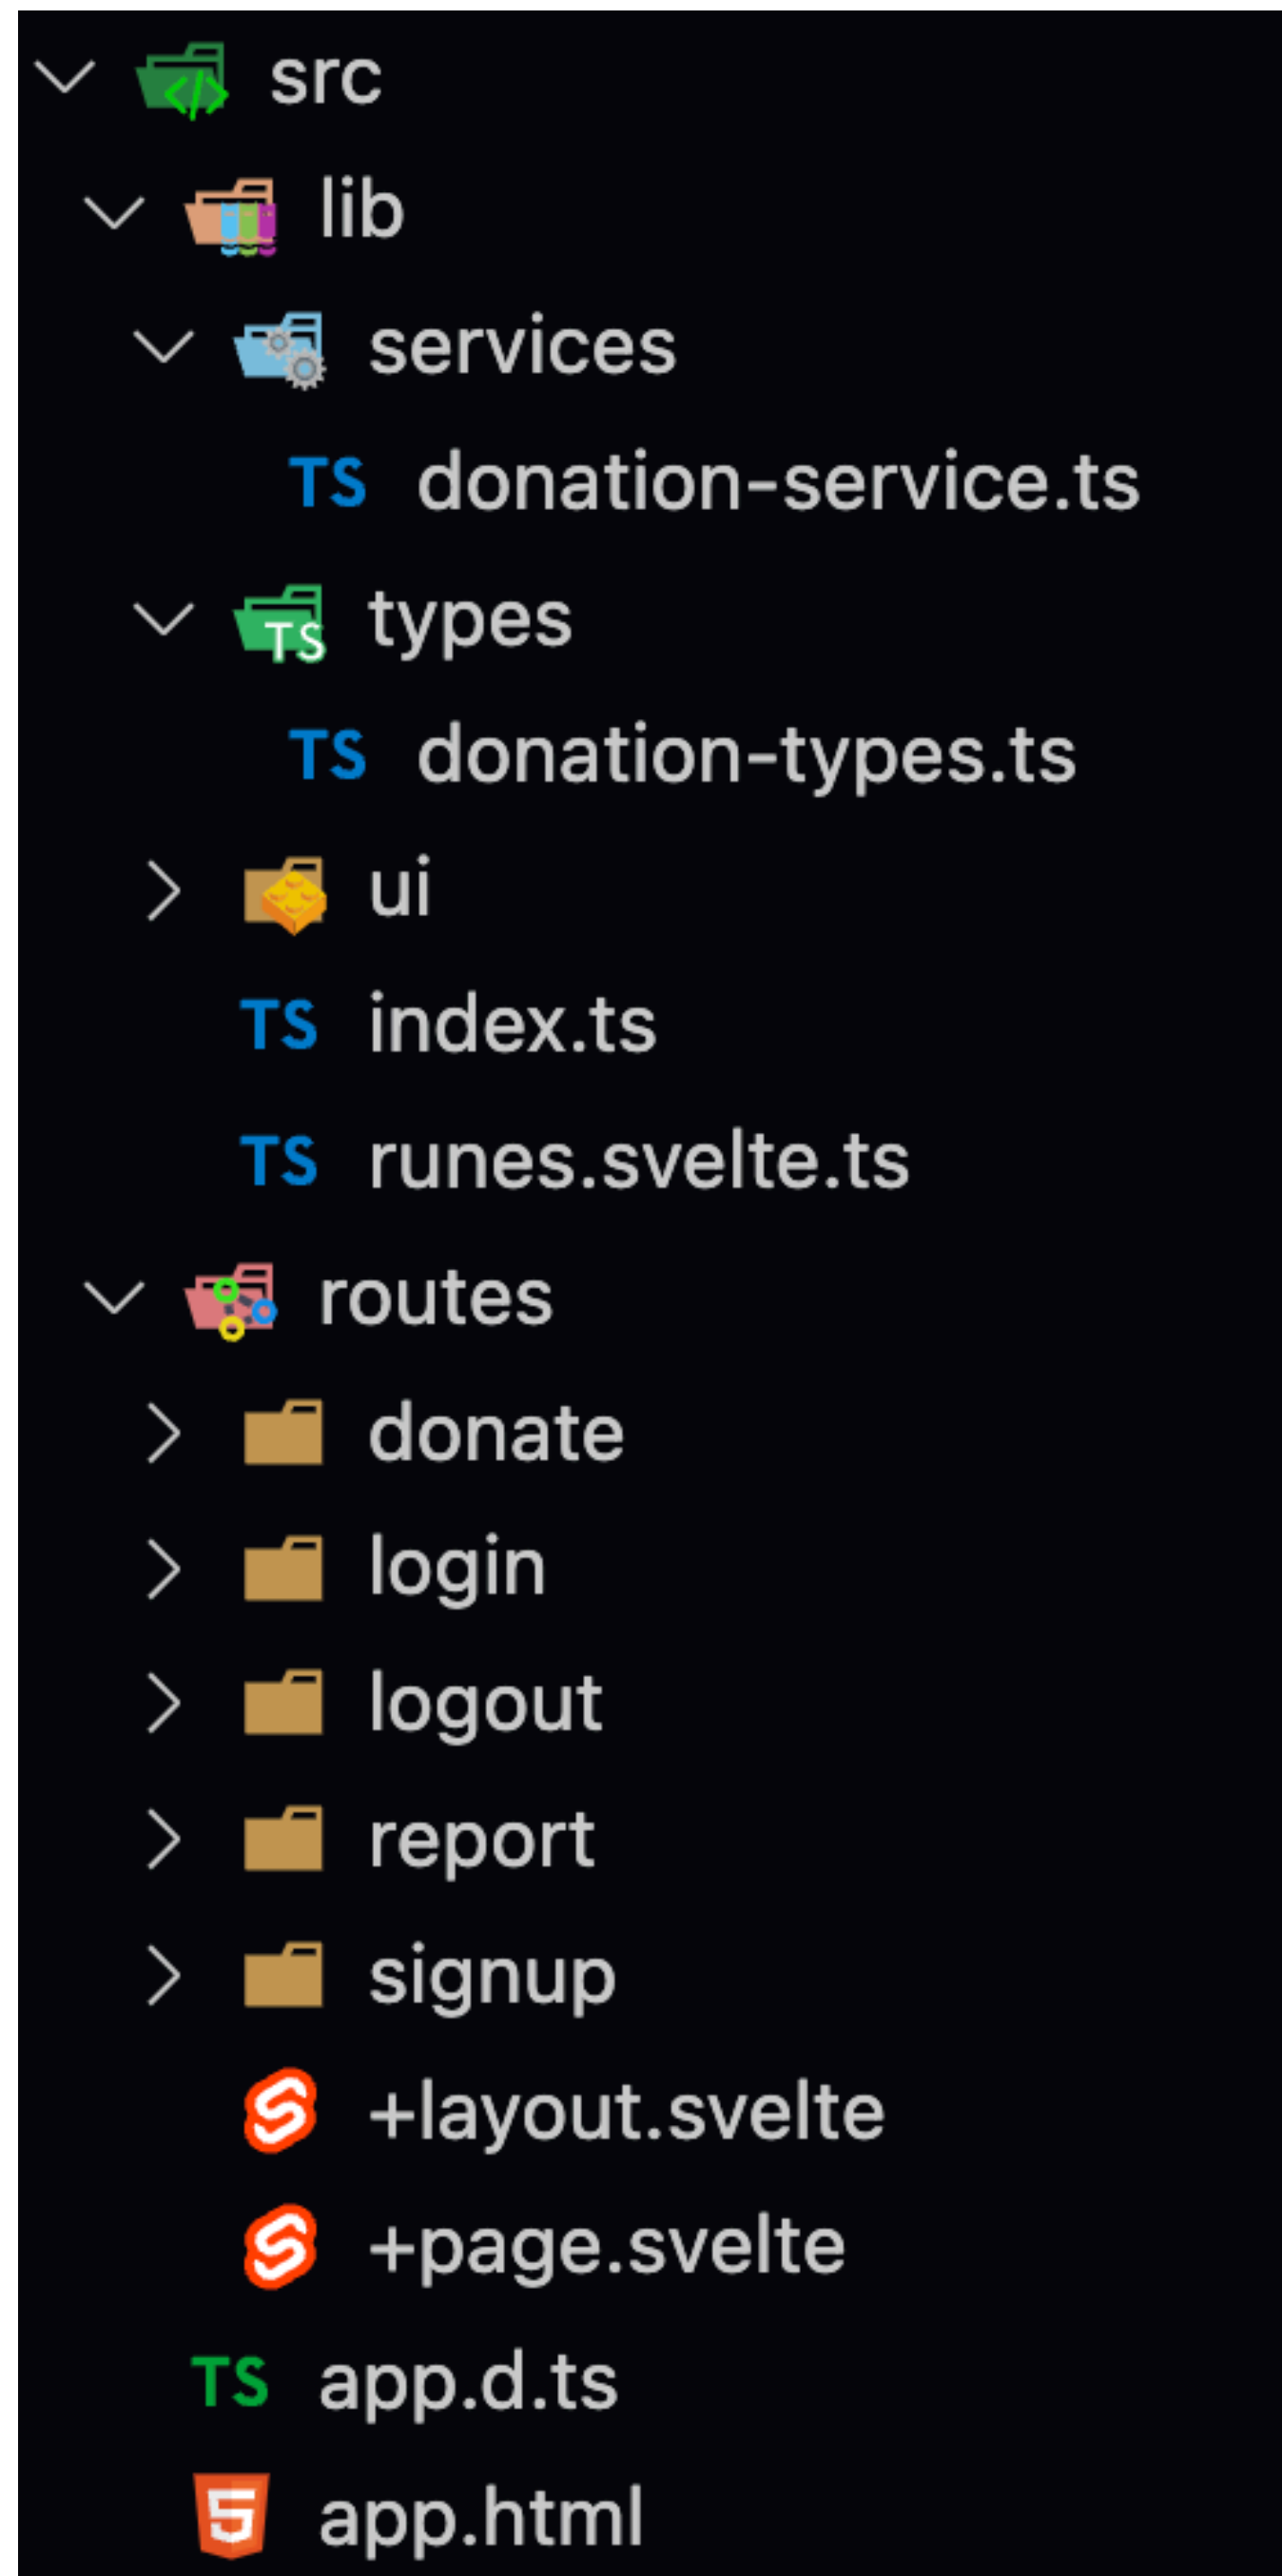 src
lib
services
TS donation-service.ts
types
TS donation-types.ts
ui
TS index.ts
TS runes.svelte.ts
routes
donate
login
logout
report
signup
+layout.svelte
+page.svelte
TS app.d.ts
app.html